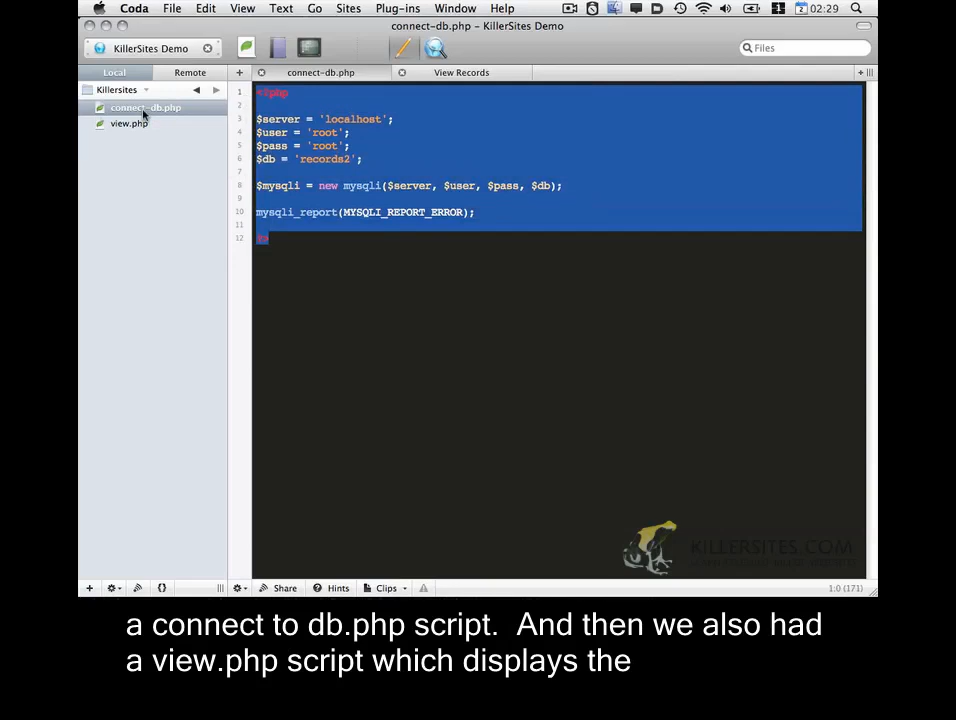 Coda File Edit View Text Go Sites Plug-ins Window Help 02:29
connect-db.php – KillerSites Demo
KillerSites Demo Files
Local Remote connect-db.php View Records
Killersites
connect-db.php
view.php
1 <?php
2
3 $server = 'localhost';
4 $user = 'root';
5 $pass = 'root';
6 $db = 'records2';
7
8 $mysqli = new mysqli($server, $user, $pass, $db);
9
10 mysqli_report(MYSQLI_REPORT_ERROR);
11
12 ?>
KILLERSITES.COM
Share Hints Clips 1:0 (171)
a connect to db.php script. And then we also had
a view.php script which displays the